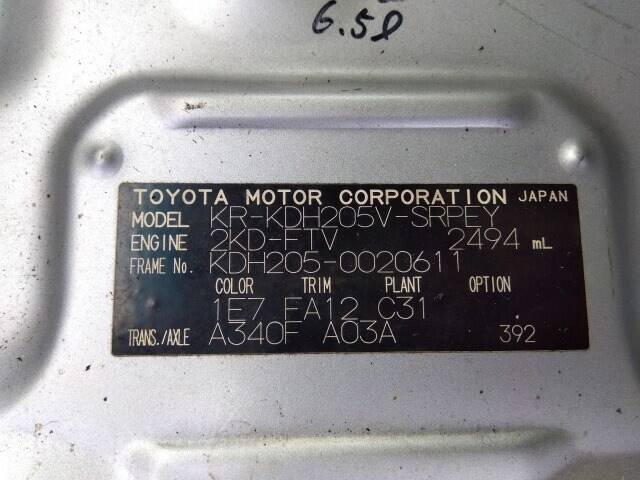 6.5l
TOYOTA MOTOR CORPORATION JAPAN
MODEL KR-KDH205V-SRPEY
ENGINE 2KD-FTV 2494 mL
FRAME No. KDH205-0020611
COLOR TRIM PLANT OPTION
1E7 FA12 C31
TRANS./AXLE A340F A03A 392